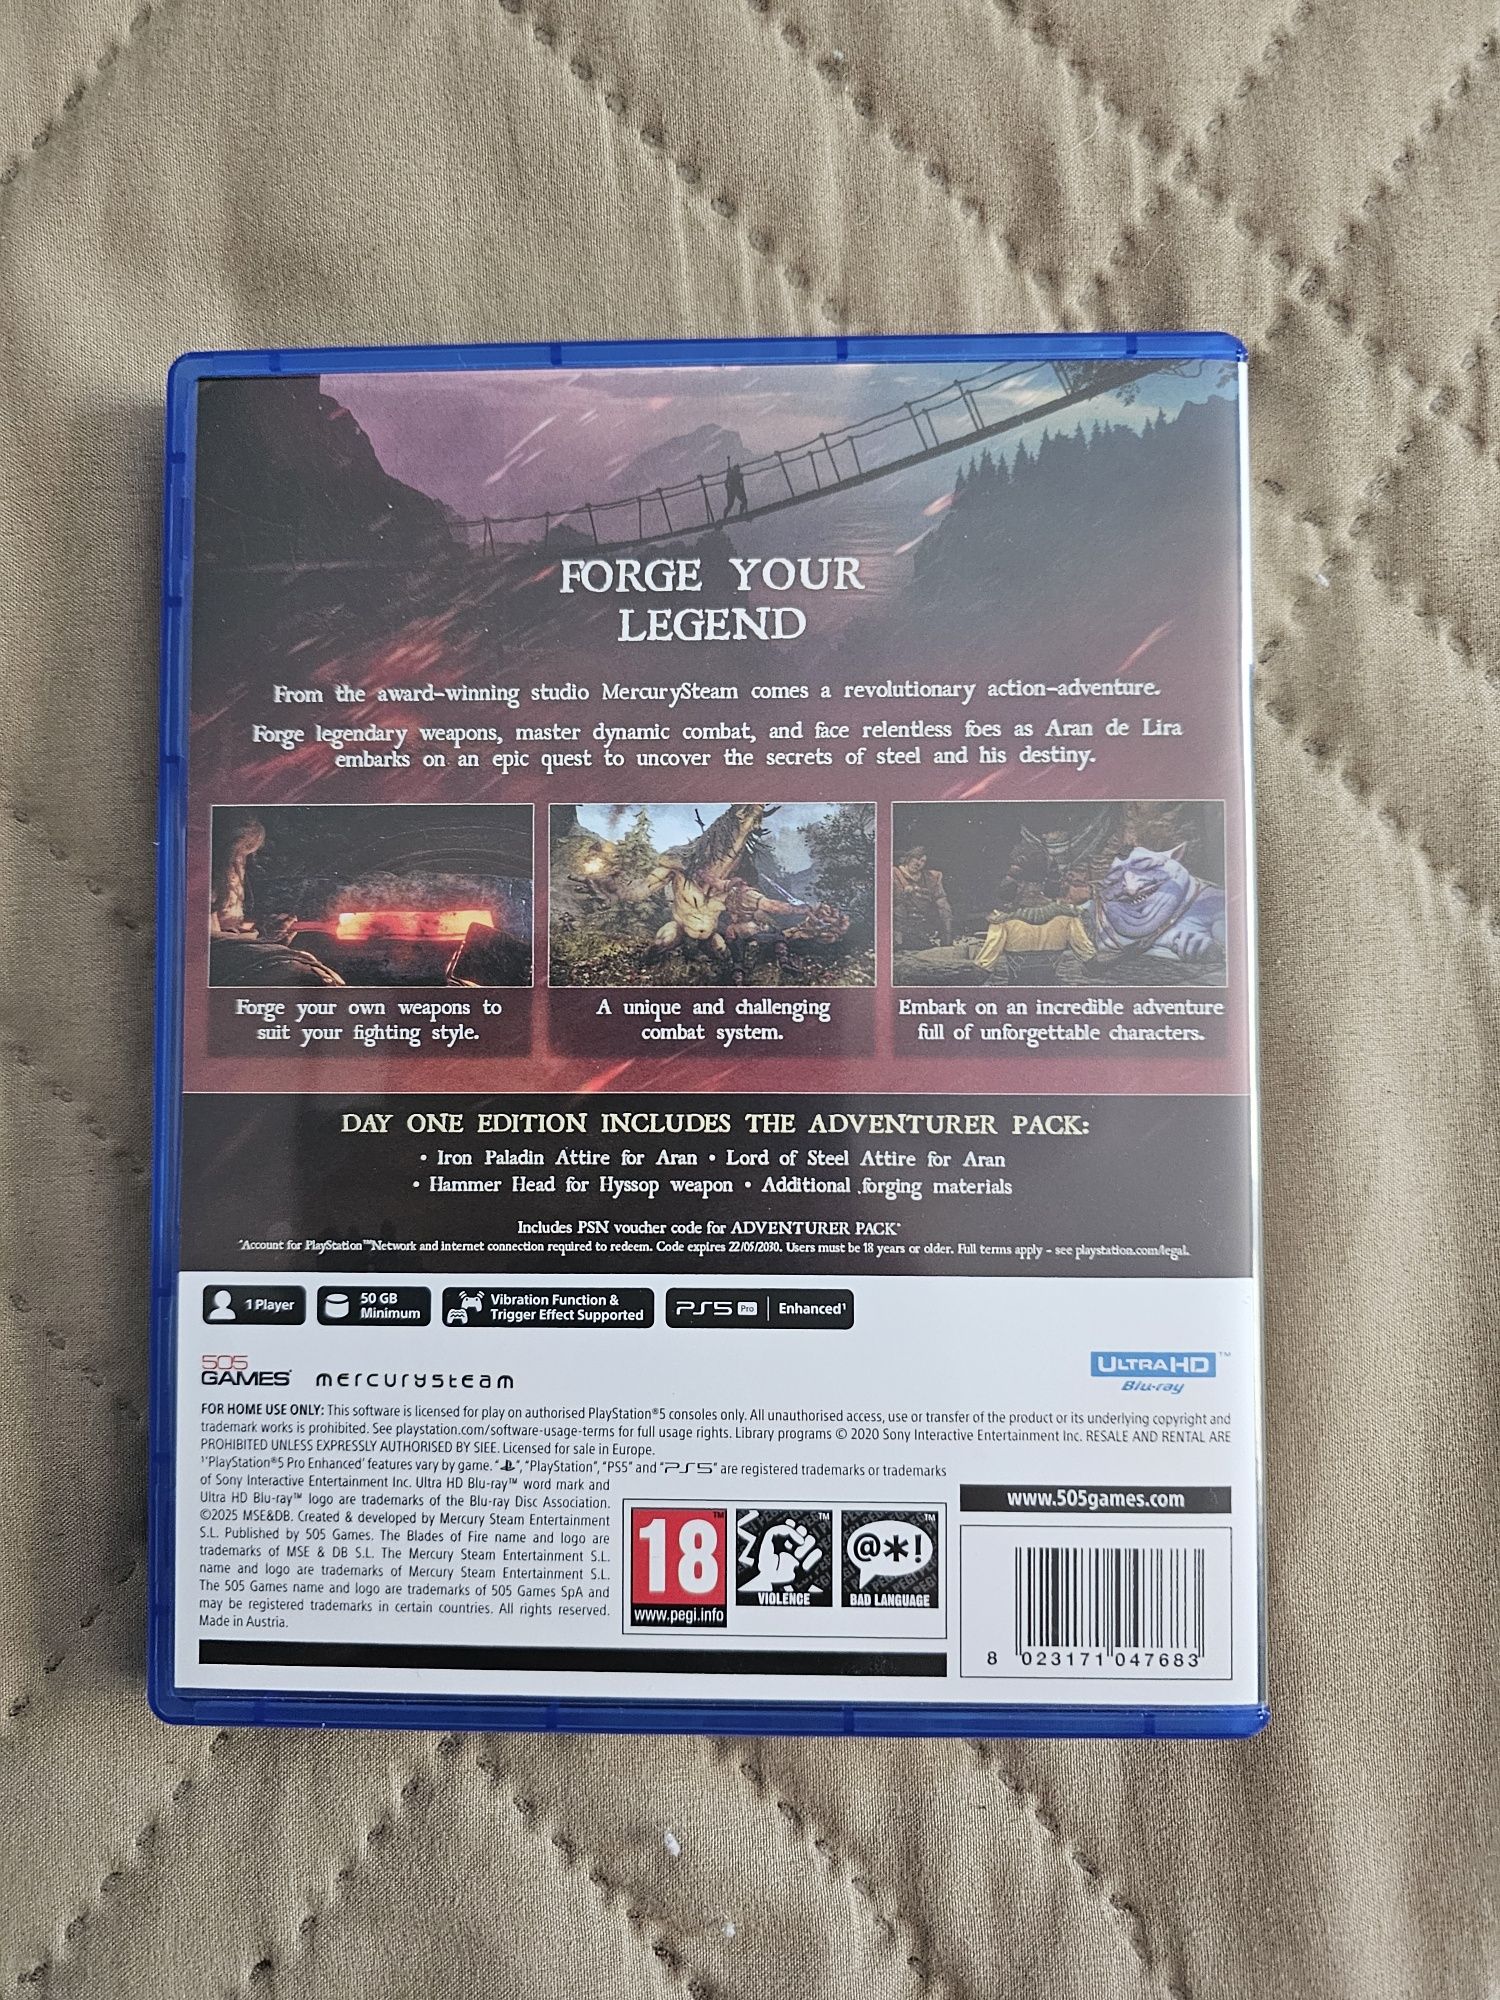 FORGE YOUR
LEGEND
From the award-winning studio MercurySteam comes a revolutionary action-adventure.
Forge legendary weapons, master dynamic combat, and face relentless foes as Aran de Lira
embarks on an epic quest to uncover the secrets of steel and his destiny.
Forge your own weapons to
suit your fighting style.
A unique and challenging
combat system.
Embark on an incredible adventure
full of unforgettable characters.
DAY ONE EDITION INCLUDES THE ADVENTURER PACK:
• Iron Paladin Attire for Aran • Lord of Steel Attire for Aran
• Hammer Head for Hyssop weapon • Additional forging materials
Includes PSN voucher code for ADVENTURER PACK*
*Account for PlayStation™Network and internet connection required to redeem. Code expires 22/05/2030. Users must be 18 years or older. Full terms apply - see playstation.com/legal.
1 Player
50 GB
Minimum
Vibration Function &
Trigger Effect Supported
PS5 Pro Enhanced¹
505
GAMES
mercurysteam
ULTRA HD™
Blu-ray
FOR HOME USE ONLY: This software is licensed for play on authorised PlayStation®5 consoles only. All unauthorised access, use or transfer of the product or its underlying copyright and
trademark works is prohibited. See playstation.com/software-usage-terms for full usage rights. Library programs © 2020 Sony Interactive Entertainment Inc. RESALE AND RENTAL ARE
PROHIBITED UNLESS EXPRESSLY AUTHORISED BY SIEE. Licensed for sale in Europe.
¹'PlayStation®5 Pro Enhanced' features vary by game. "", "PlayStation", "PS5" and "PS5" are registered trademarks or trademarks
of Sony Interactive Entertainment Inc. Ultra HD Blu-ray™ word mark and
Ultra HD Blu-ray™ logo are trademarks of the Blu-ray Disc Association.
©2025 MSE&DB. Created & developed by Mercury Steam Entertainment
S.L. Published by 505 Games. The Blades of Fire name and logo are
trademarks of MSE & DB S.L. The Mercury Steam Entertainment S.L.
name and logo are trademarks of Mercury Steam Entertainment S.L.
The 505 Games name and logo are trademarks of 505 Games SpA and
may be registered trademarks in certain countries. All rights reserved.
Made in Austria.
18™
www.pegi.info
™
VIOLENCE
@*!™
BAD LANGUAGE
www.505games.com
8 023171 047683